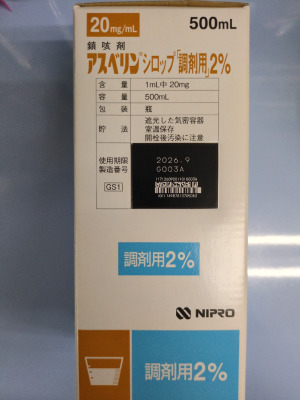 20mg/mL
500mL
鎮咳剤
アスベリン®シロップ「調剤用」2%
含量 1mL中 20mg
容量 500mL
包装 瓶
貯法 遮光した気密容器
室温保存
開栓後汚染に注意
使用期限 2026.9
製造番号 G003A
GS1
調剤用2%
NIPRO
調剤用2%